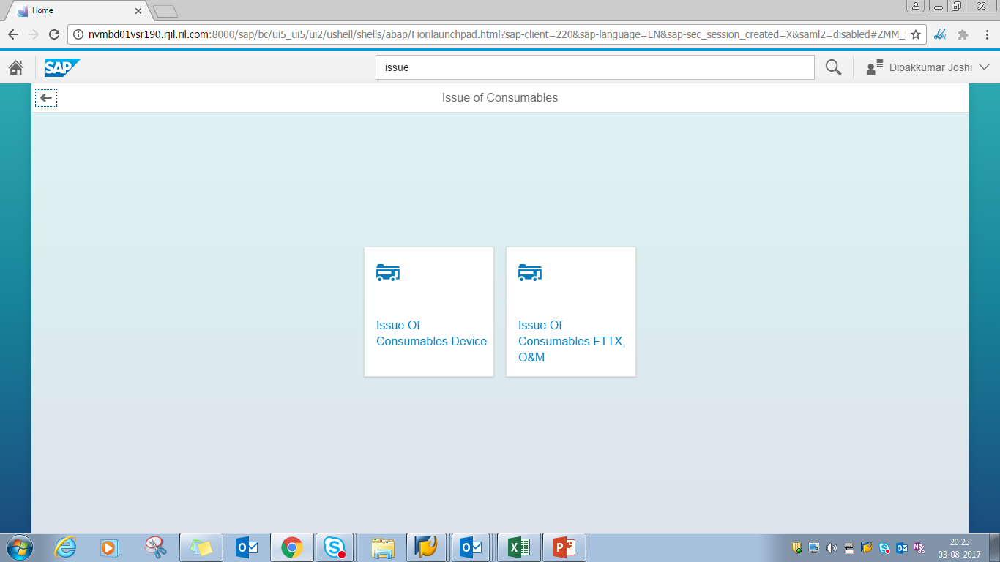 Home
nvmbd01vsr190.rjil.ril.com:8000/sap/bc/ui5_ui5/ui2/ushell/shells/abap/Fiorilaunchpad.html?sap-client=220&sap-language=EN&sap-sec_session_created=X&saml2=disabled#ZMM_
SAP
issue
Dipakkumar Joshi
Issue of Consumables
Issue Of
Consumables Device
Issue Of
Consumables FTTX,
O&M
20:23
03-08-2017